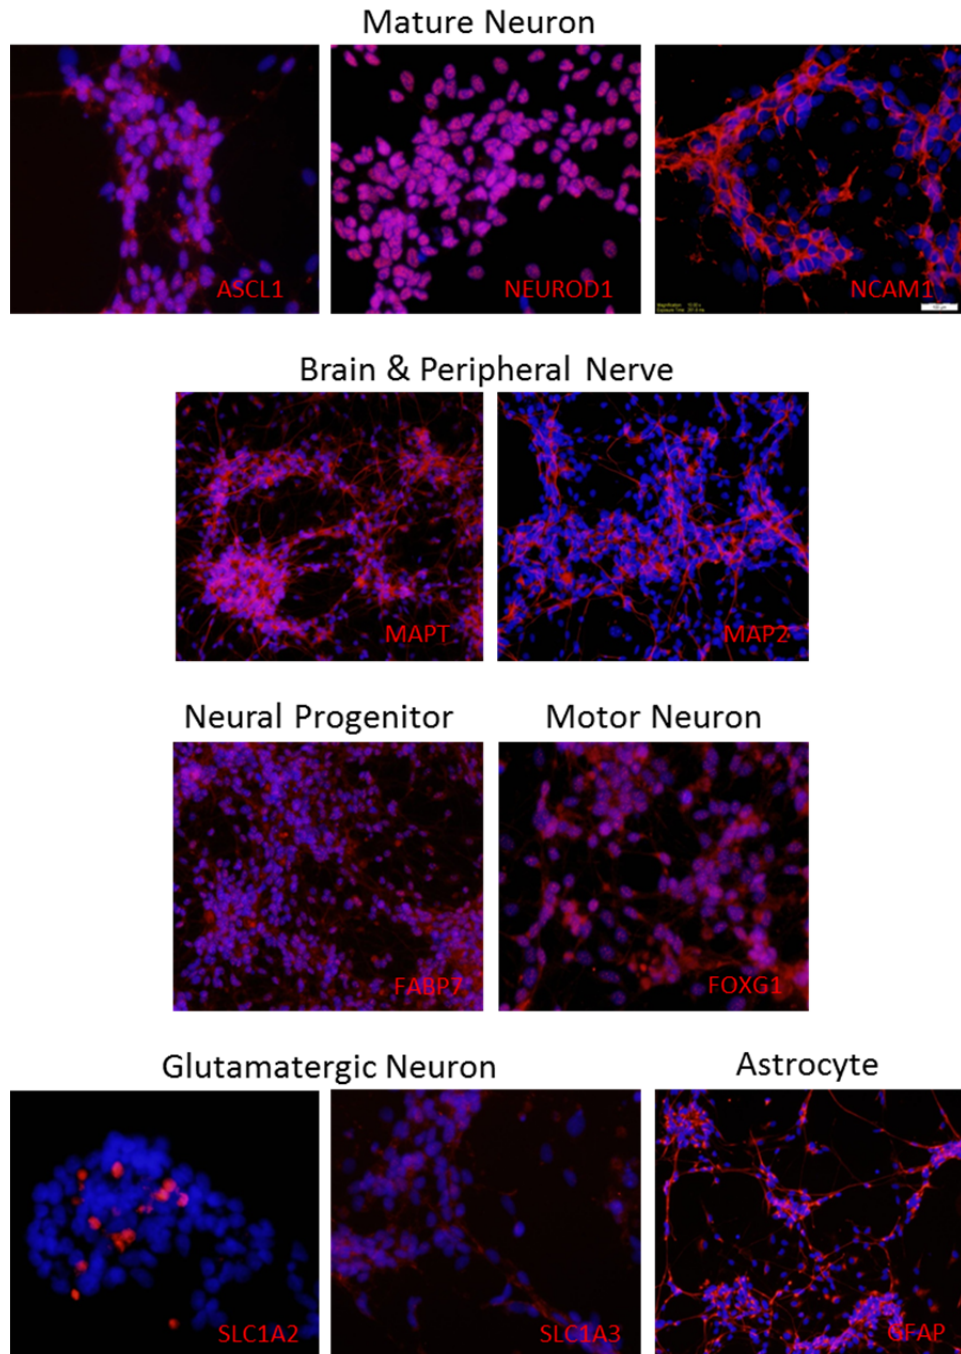 Mature Neuron
ASCL1
NEUROD1
NCAM1
Brain & Peripheral Nerve
MAPT
MAP2
Neural Progenitor
Motor Neuron
FABP7
FOXG1
Glutamatergic Neuron
Astrocyte
SLC1A2
SLC1A3
GFAP